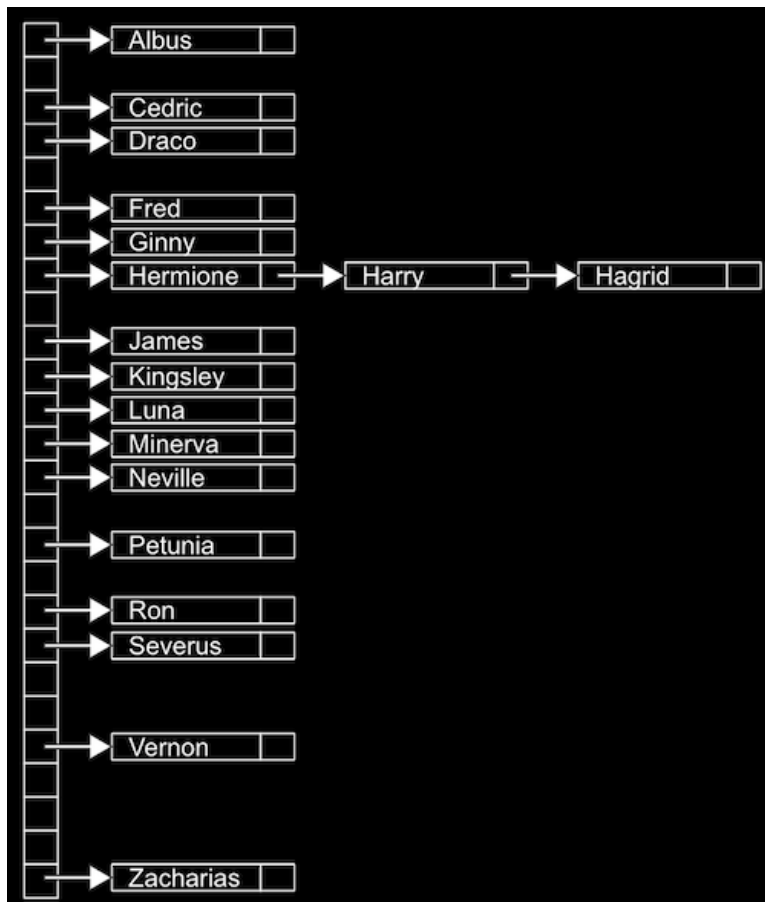 Albus
Cedric
Draco
Fred
Ginny
Hermione Harry Hagrid
James
Kingsley
Luna
Minerva
Neville
Petunia
Ron
Severus
Vernon
Zacharias